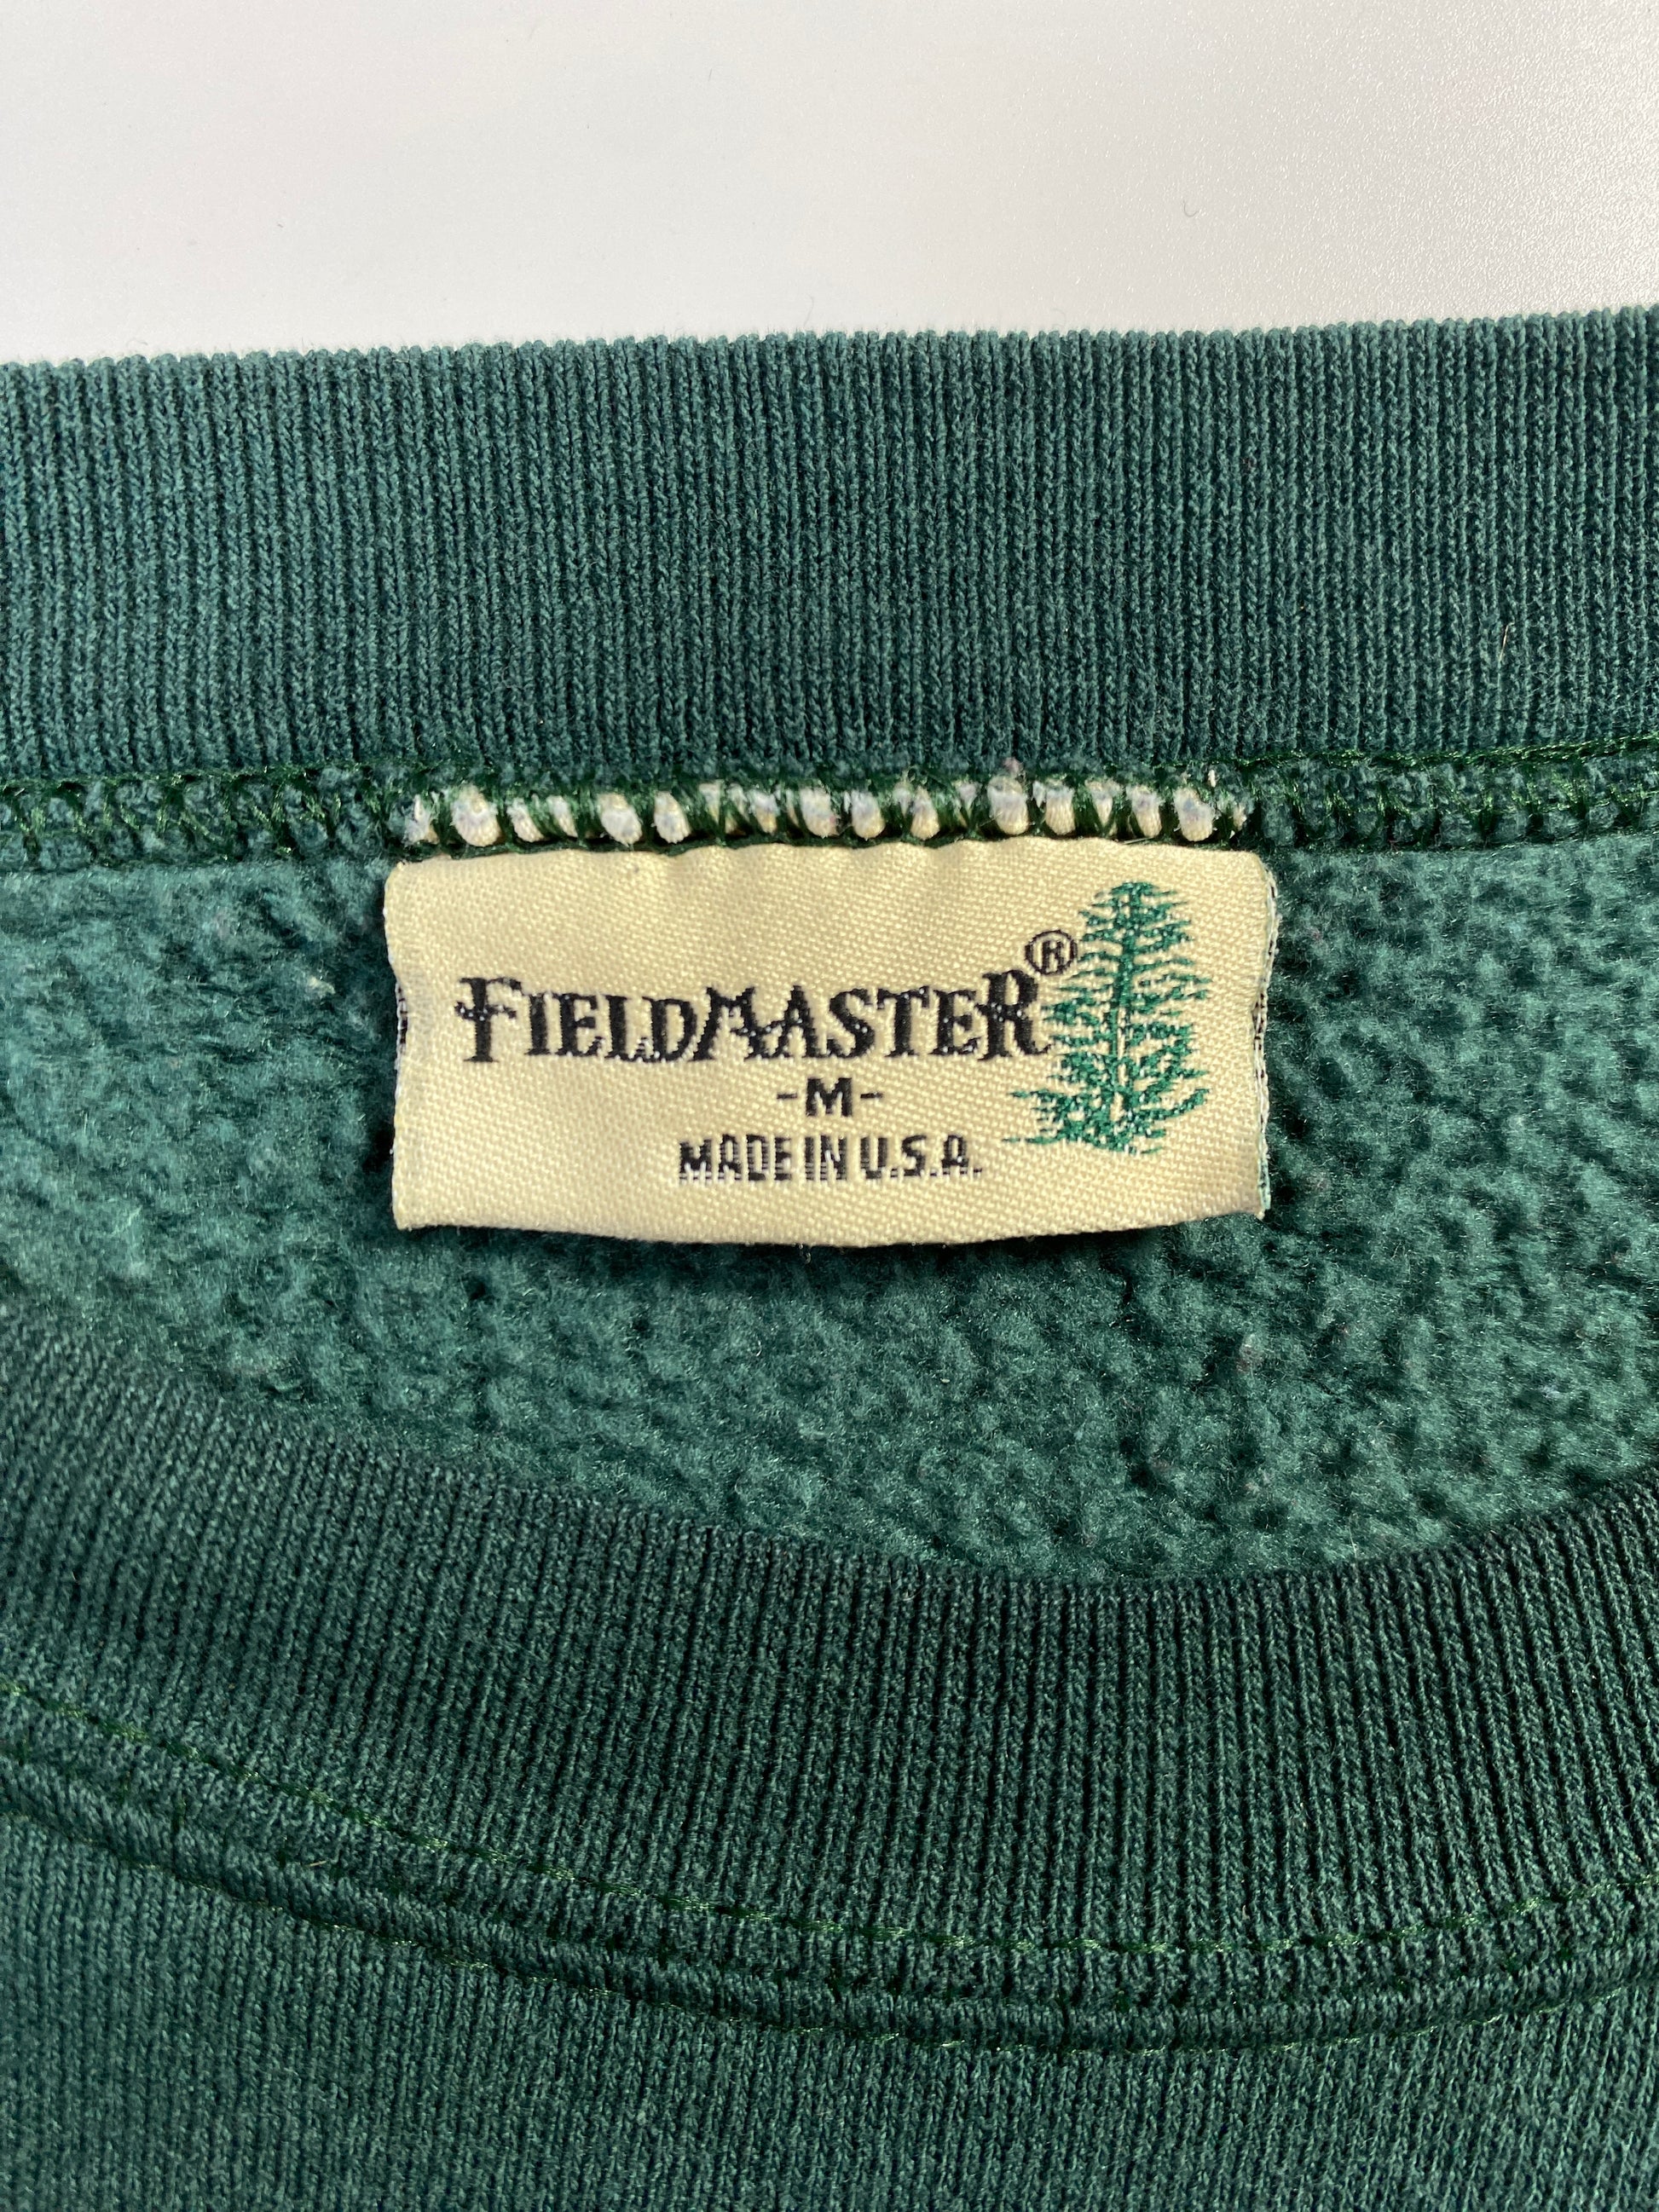 FIELDMASTER®
-M-
MADE IN U.S.A.